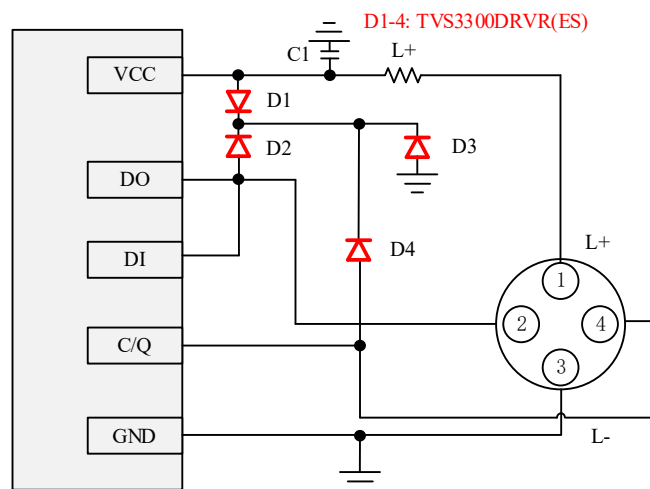 D1-4: TVS3300DRVR(ES)
C1
L+
VCC
D1
D2
D3
DO
DI
D4
L+
1
2
4
C/Q
3
GND
L-